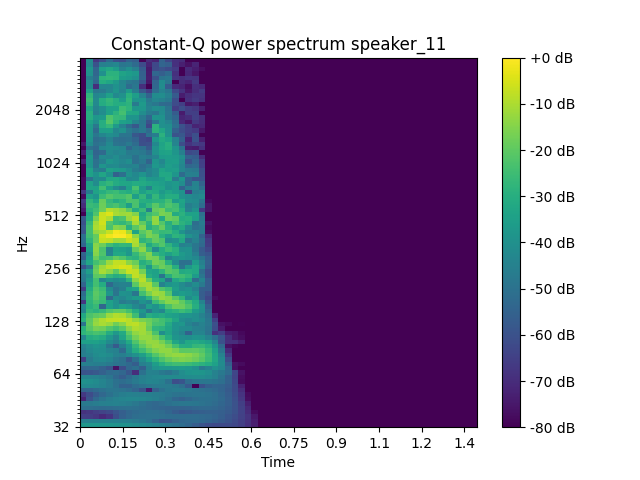 Constant-Q power spectrum speaker_11
Hz
2048
1024
512
256
128
64
32
0 0.15 0.3 0.45 0.6 0.75 0.9 1.1 1.2 1.4
Time
+0 dB
-10 dB
-20 dB
-30 dB
-40 dB
-50 dB
-60 dB
-70 dB
-80 dB